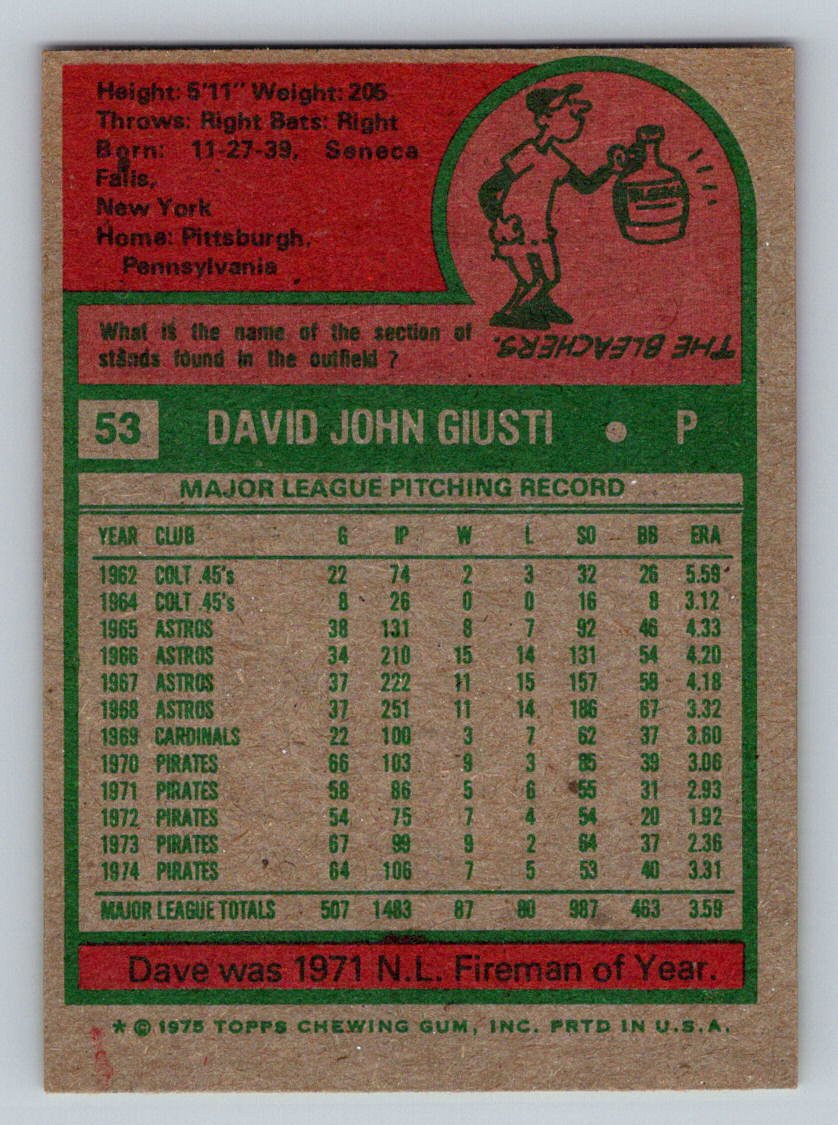 Height: 5'11" Weight: 205
Throws: Right Bats: Right
Born: 11-27-39, Seneca
Falls,
New York
Home: Pittsburgh,
Pennsylvania
What is the name of the section of
stands found in the outfield ?
THE BLEACHERS.
53 DAVID JOHN GIUSTI • P
MAJOR LEAGUE PITCHING RECORD
YEAR CLUB G IP W L SO BB ERA
1962 COLT .45's 22 74 2 3 32 26 5.59
1964 COLT .45's 8 26 0 0 16 8 3.12
1965 ASTROS 38 131 8 7 92 46 4.33
1966 ASTROS 34 210 15 14 131 54 4.20
1967 ASTROS 37 222 11 15 157 58 4.18
1968 ASTROS 37 251 11 14 186 67 3.32
1969 CARDINALS 22 100 3 7 62 37 3.60
1970 PIRATES 66 103 9 3 85 39 3.06
1971 PIRATES 58 86 5 6 55 31 2.93
1972 PIRATES 54 75 7 4 54 20 1.92
1973 PIRATES 67 99 9 2 64 37 2.36
1974 PIRATES 64 106 7 5 53 40 3.31
MAJOR LEAGUE TOTALS 507 1483 87 80 987 463 3.59
Dave was 1971 N.L. Fireman of Year.
* © 1975 TOPPS CHEWING GUM, INC. PRTD IN U.S.A.